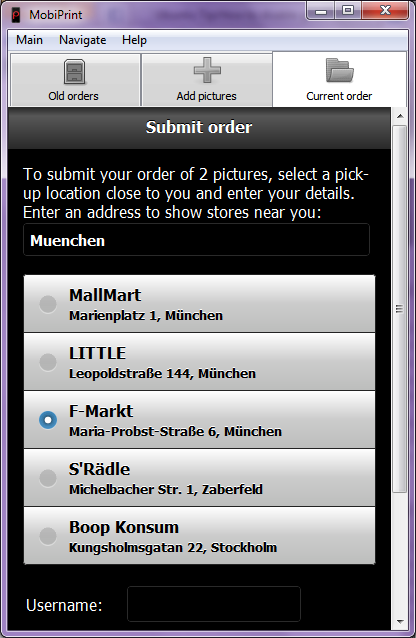 MobiPrint
Main Navigate Help
Old orders Add pictures Current order
Submit order
To submit your order of 2 pictures, select a pick-
up location close to you and enter your details.
Enter an address to show stores near you:
Muenchen
MallMart
Marienplatz 1, München
LITTLE
Leopoldstraße 144, München
F-Markt
Maria-Probst-Straße 6, München
S'Rädle
Michelbacher Str. 1, Zaberfeld
Boop Konsum
Kungsholmsgatan 22, Stockholm
Username: